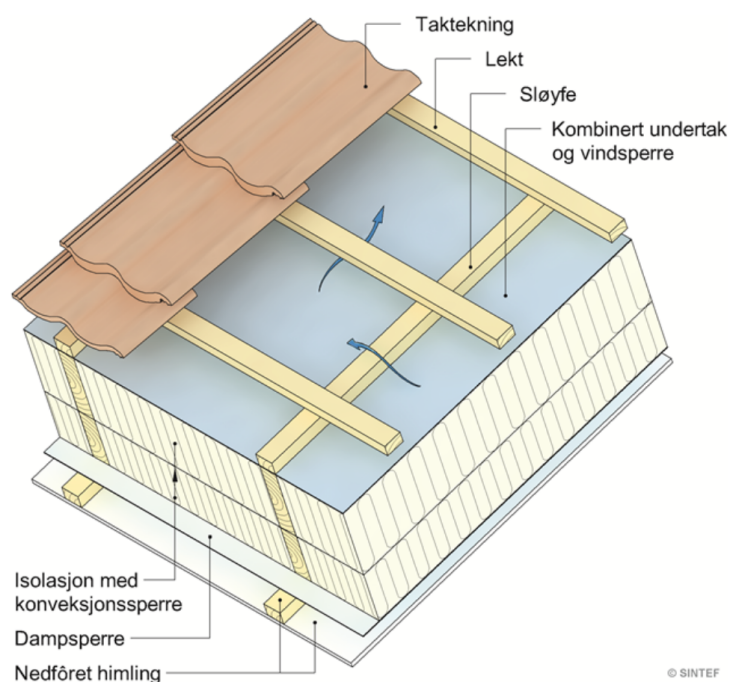 Taktekning
Lekt
Sløyfe
Kombinert undertak
og vindsperre
Isolasjon med
konveksjonssperre
Dampsperre
Nedfôret himling
© SINTEF